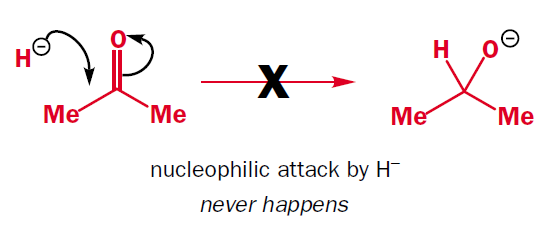 H⊖ O H O⊖
X
Me Me Me Me
nucleophilic attack by H–
never happens